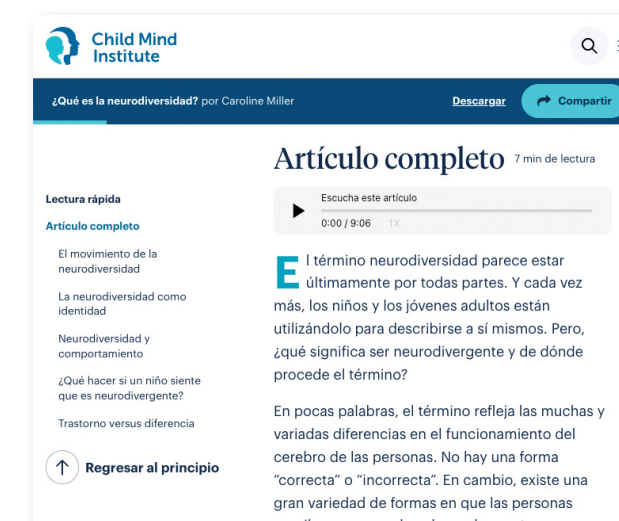 Child Mind
Institute
¿Qué es la neurodiversidad? por Caroline Miller
Descargar
Compartir
Artículo completo 7 min de lectura
Lectura rápida
Artículo completo
El movimiento de la
neurodiversidad
La neurodiversidad como
identidad
Neurodiversidad y
comportamiento
¿Qué hacer si un niño siente
que es neurodivergente?
Trastorno versus diferencia
Regresar al principio
Escucha este artículo
0:00 / 9:06 1X
El término neurodiversidad parece estar
últimamente por todas partes. Y cada vez
más, los niños y los jóvenes adultos están
utilizándolo para describirse a sí mismos. Pero,
¿qué significa ser neurodivergente y de dónde
procede el término?
En pocas palabras, el término refleja las muchas y
variadas diferencias en el funcionamiento del
cerebro de las personas. No hay una forma
“correcta” o “incorrecta”. En cambio, existe una
gran variedad de formas en que las personas